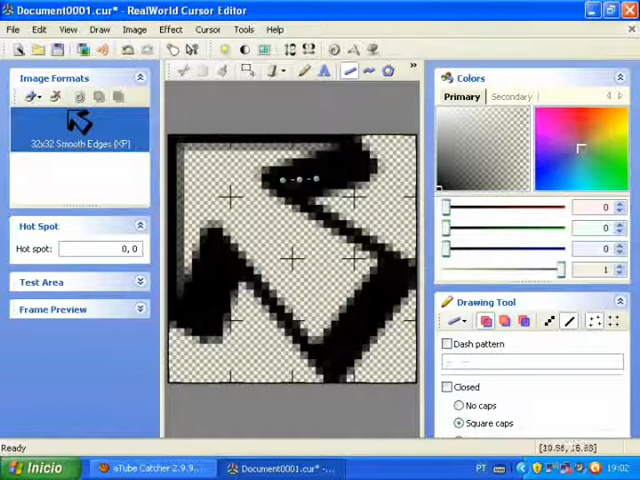 Document0001.cur* - RealWorld Cursor Editor
File Edit View Draw Image Effect Cursor Tools Help
Image Formats
32x32 Smooth Edges (XP)
Hot Spot
Hot spot: 0, 0
Test Area
Frame Preview
Colors
Primary Secondary
0
0
0
1
Drawing Tool
Dash pattern
Closed
No caps
Square caps
Ready
Inicio
aTube Catcher 2.9.9...
Document0001.cur* -...
PT
19:02